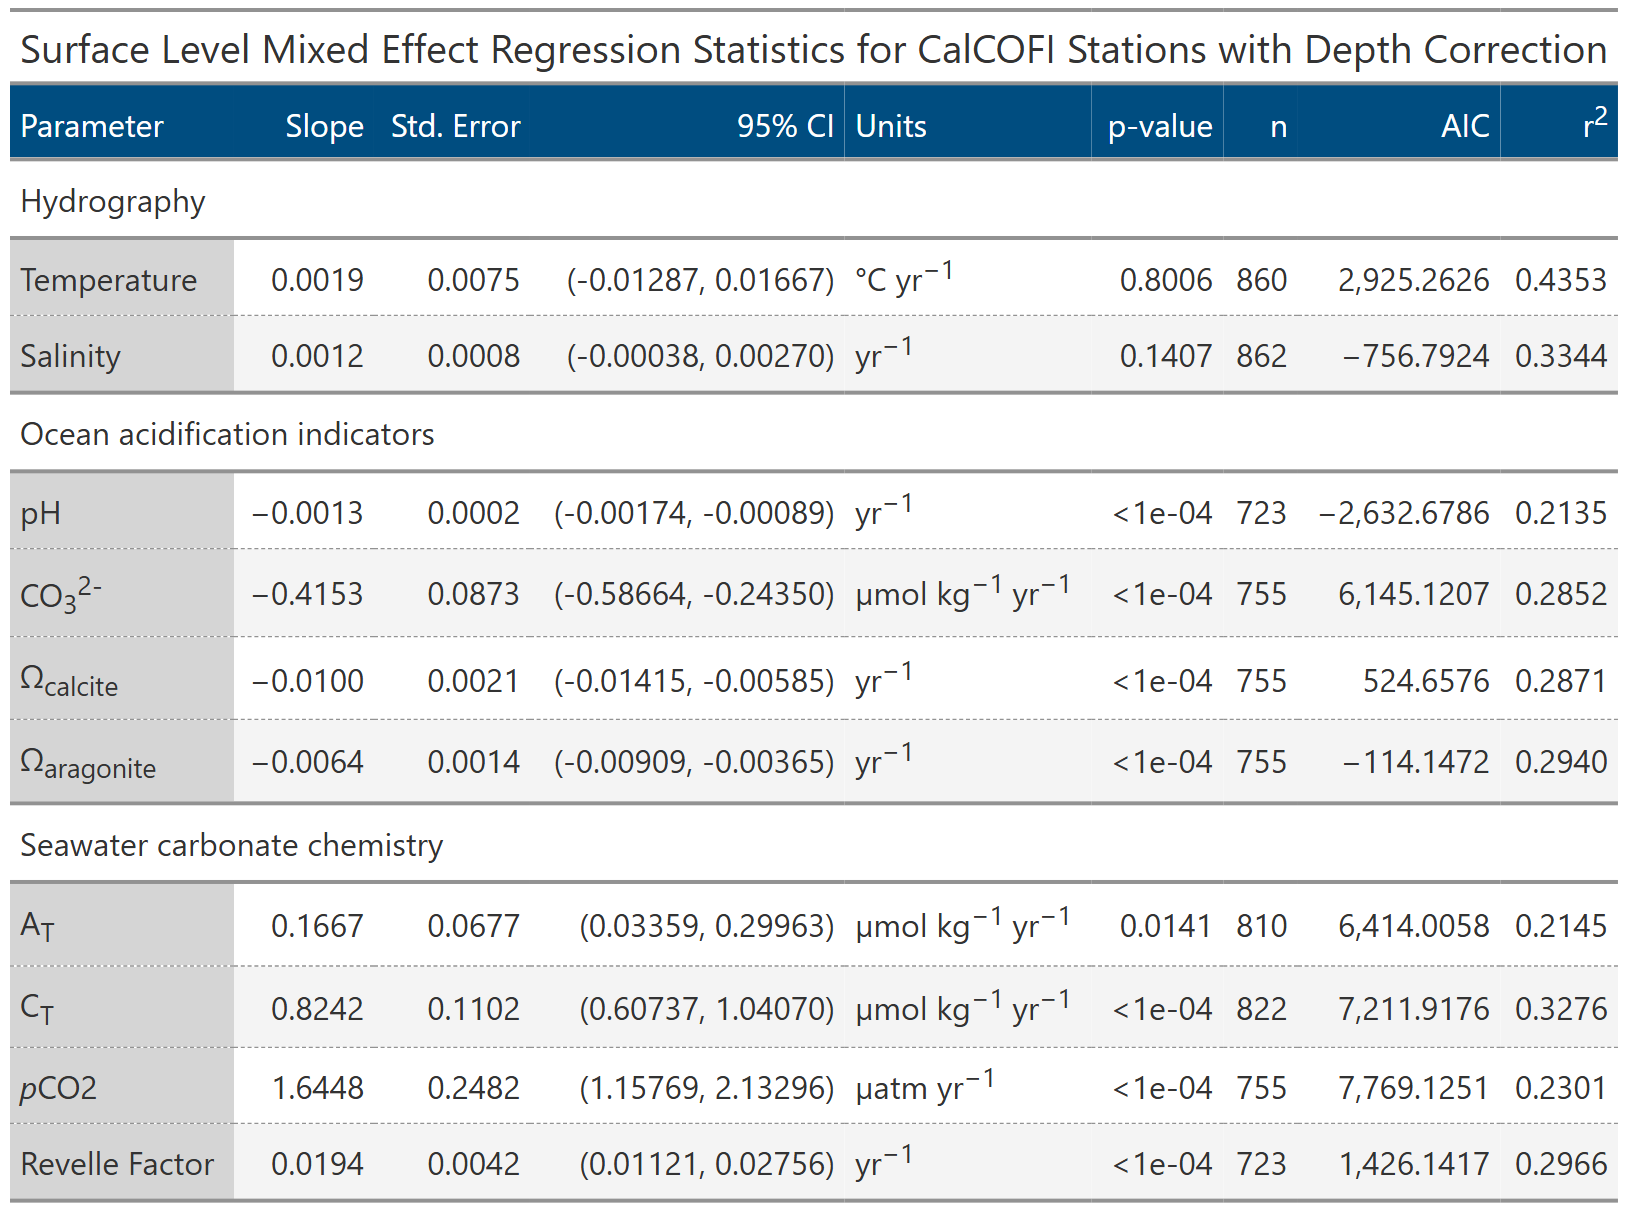 Surface Level Mixed Effect Regression Statistics for CalCOFI Stations with Depth Correction
Parameter Slope Std. Error 95% CI Units p-value n AIC r²
Hydrography
Temperature 0.0019 0.0075 (-0.01287, 0.01667) °C yr⁻¹ 0.8006 860 2,925.2626 0.4353
Salinity 0.0012 0.0008 (-0.00038, 0.00270) yr⁻¹ 0.1407 862 −756.7924 0.3344
Ocean acidification indicators
pH −0.0013 0.0002 (-0.00174, -0.00089) yr⁻¹ <1e-04 723 −2,632.6786 0.2135
CO₃²⁻ −0.4153 0.0873 (-0.58664, -0.24350) μmol kg⁻¹ yr⁻¹ <1e-04 755 6,145.1207 0.2852
Ωcalcite −0.0100 0.0021 (-0.01415, -0.00585) yr⁻¹ <1e-04 755 524.6576 0.2871
Ωaragonite −0.0064 0.0014 (-0.00909, -0.00365) yr⁻¹ <1e-04 755 −114.1472 0.2940
Seawater carbonate chemistry
AT 0.1667 0.0677 (0.03359, 0.29963) μmol kg⁻¹ yr⁻¹ 0.0141 810 6,414.0058 0.2145
CT 0.8242 0.1102 (0.60737, 1.04070) μmol kg⁻¹ yr⁻¹ <1e-04 822 7,211.9176 0.3276
pCO2 1.6448 0.2482 (1.15769, 2.13296) μatm yr⁻¹ <1e-04 755 7,769.1251 0.2301
Revelle Factor 0.0194 0.0042 (0.01121, 0.02756) yr⁻¹ <1e-04 723 1,426.1417 0.2966